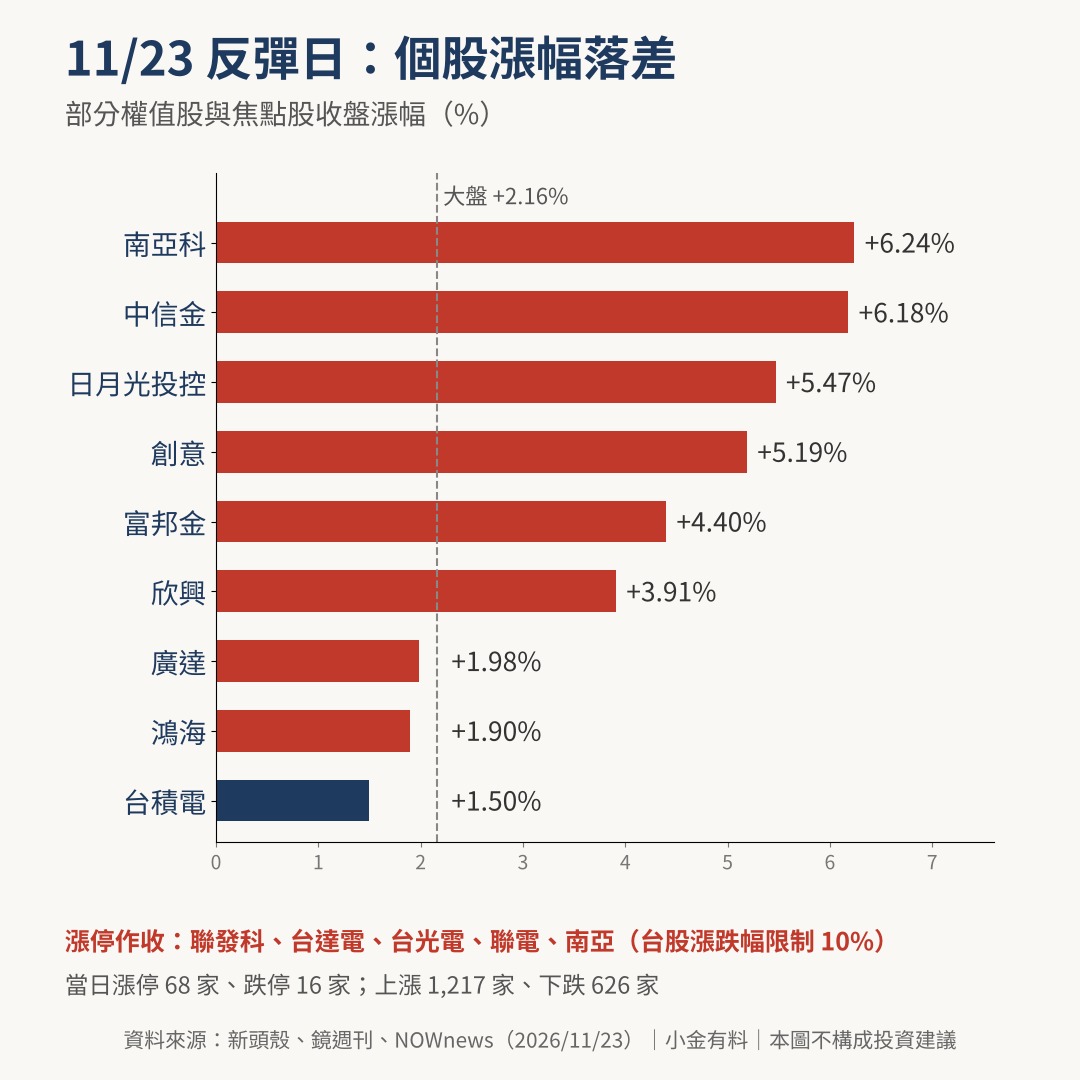 11/23 反彈日：個股漲幅落差
部分權值股與焦點股收盤漲幅（%）
大盤 +2.16%
南亞科 +6.24%
中信金 +6.18%
日月光投控 +5.47%
創意 +5.19%
富邦金 +4.40%
欣興 +3.91%
廣達 +1.98%
鴻海 +1.90%
台積電 +1.50%
0 1 2 3 4 5 6 7
漲停作收：聯發科、台達電、台光電、聯電、南亞（台股漲跌幅限制 10%）
當日漲停 68 家、跌停 16 家；上漲 1,217 家、下跌 626 家
資料來源：新頭殼、鏡週刊、NOWnews（2026/11/23）｜小金有料｜本圖不構成投資建議